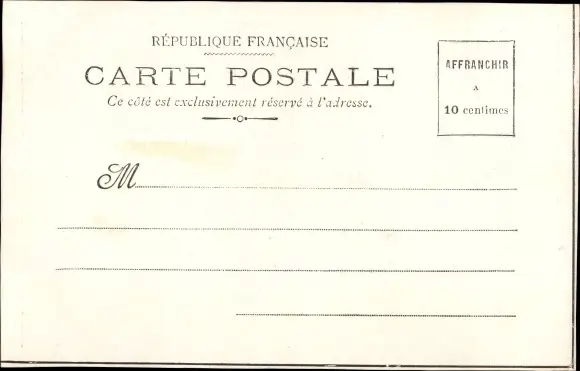 RÉPUBLIQUE FRANÇAISE
CARTE POSTALE
Ce côté est exclusivement réservé à l'adresse.
AFFRANCHIR
A
10 centimes
M